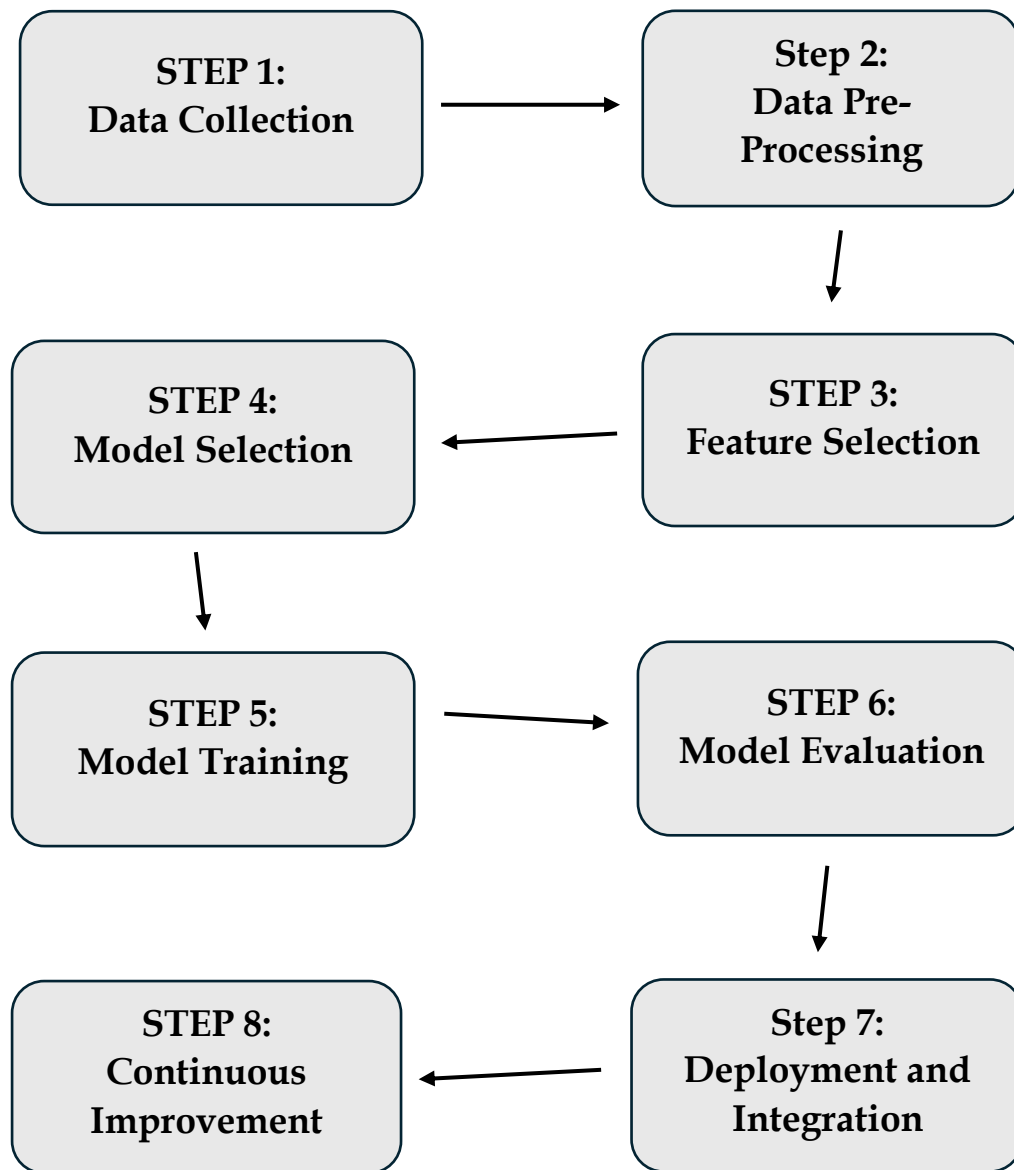 STEP 1:
Data Collection
Step 2:
Data Pre-
Processing
STEP 3:
Feature Selection
STEP 4:
Model Selection
STEP 5:
Model Training
STEP 6:
Model Evaluation
Step 7:
Deployment and
Integration
STEP 8:
Continuous
Improvement